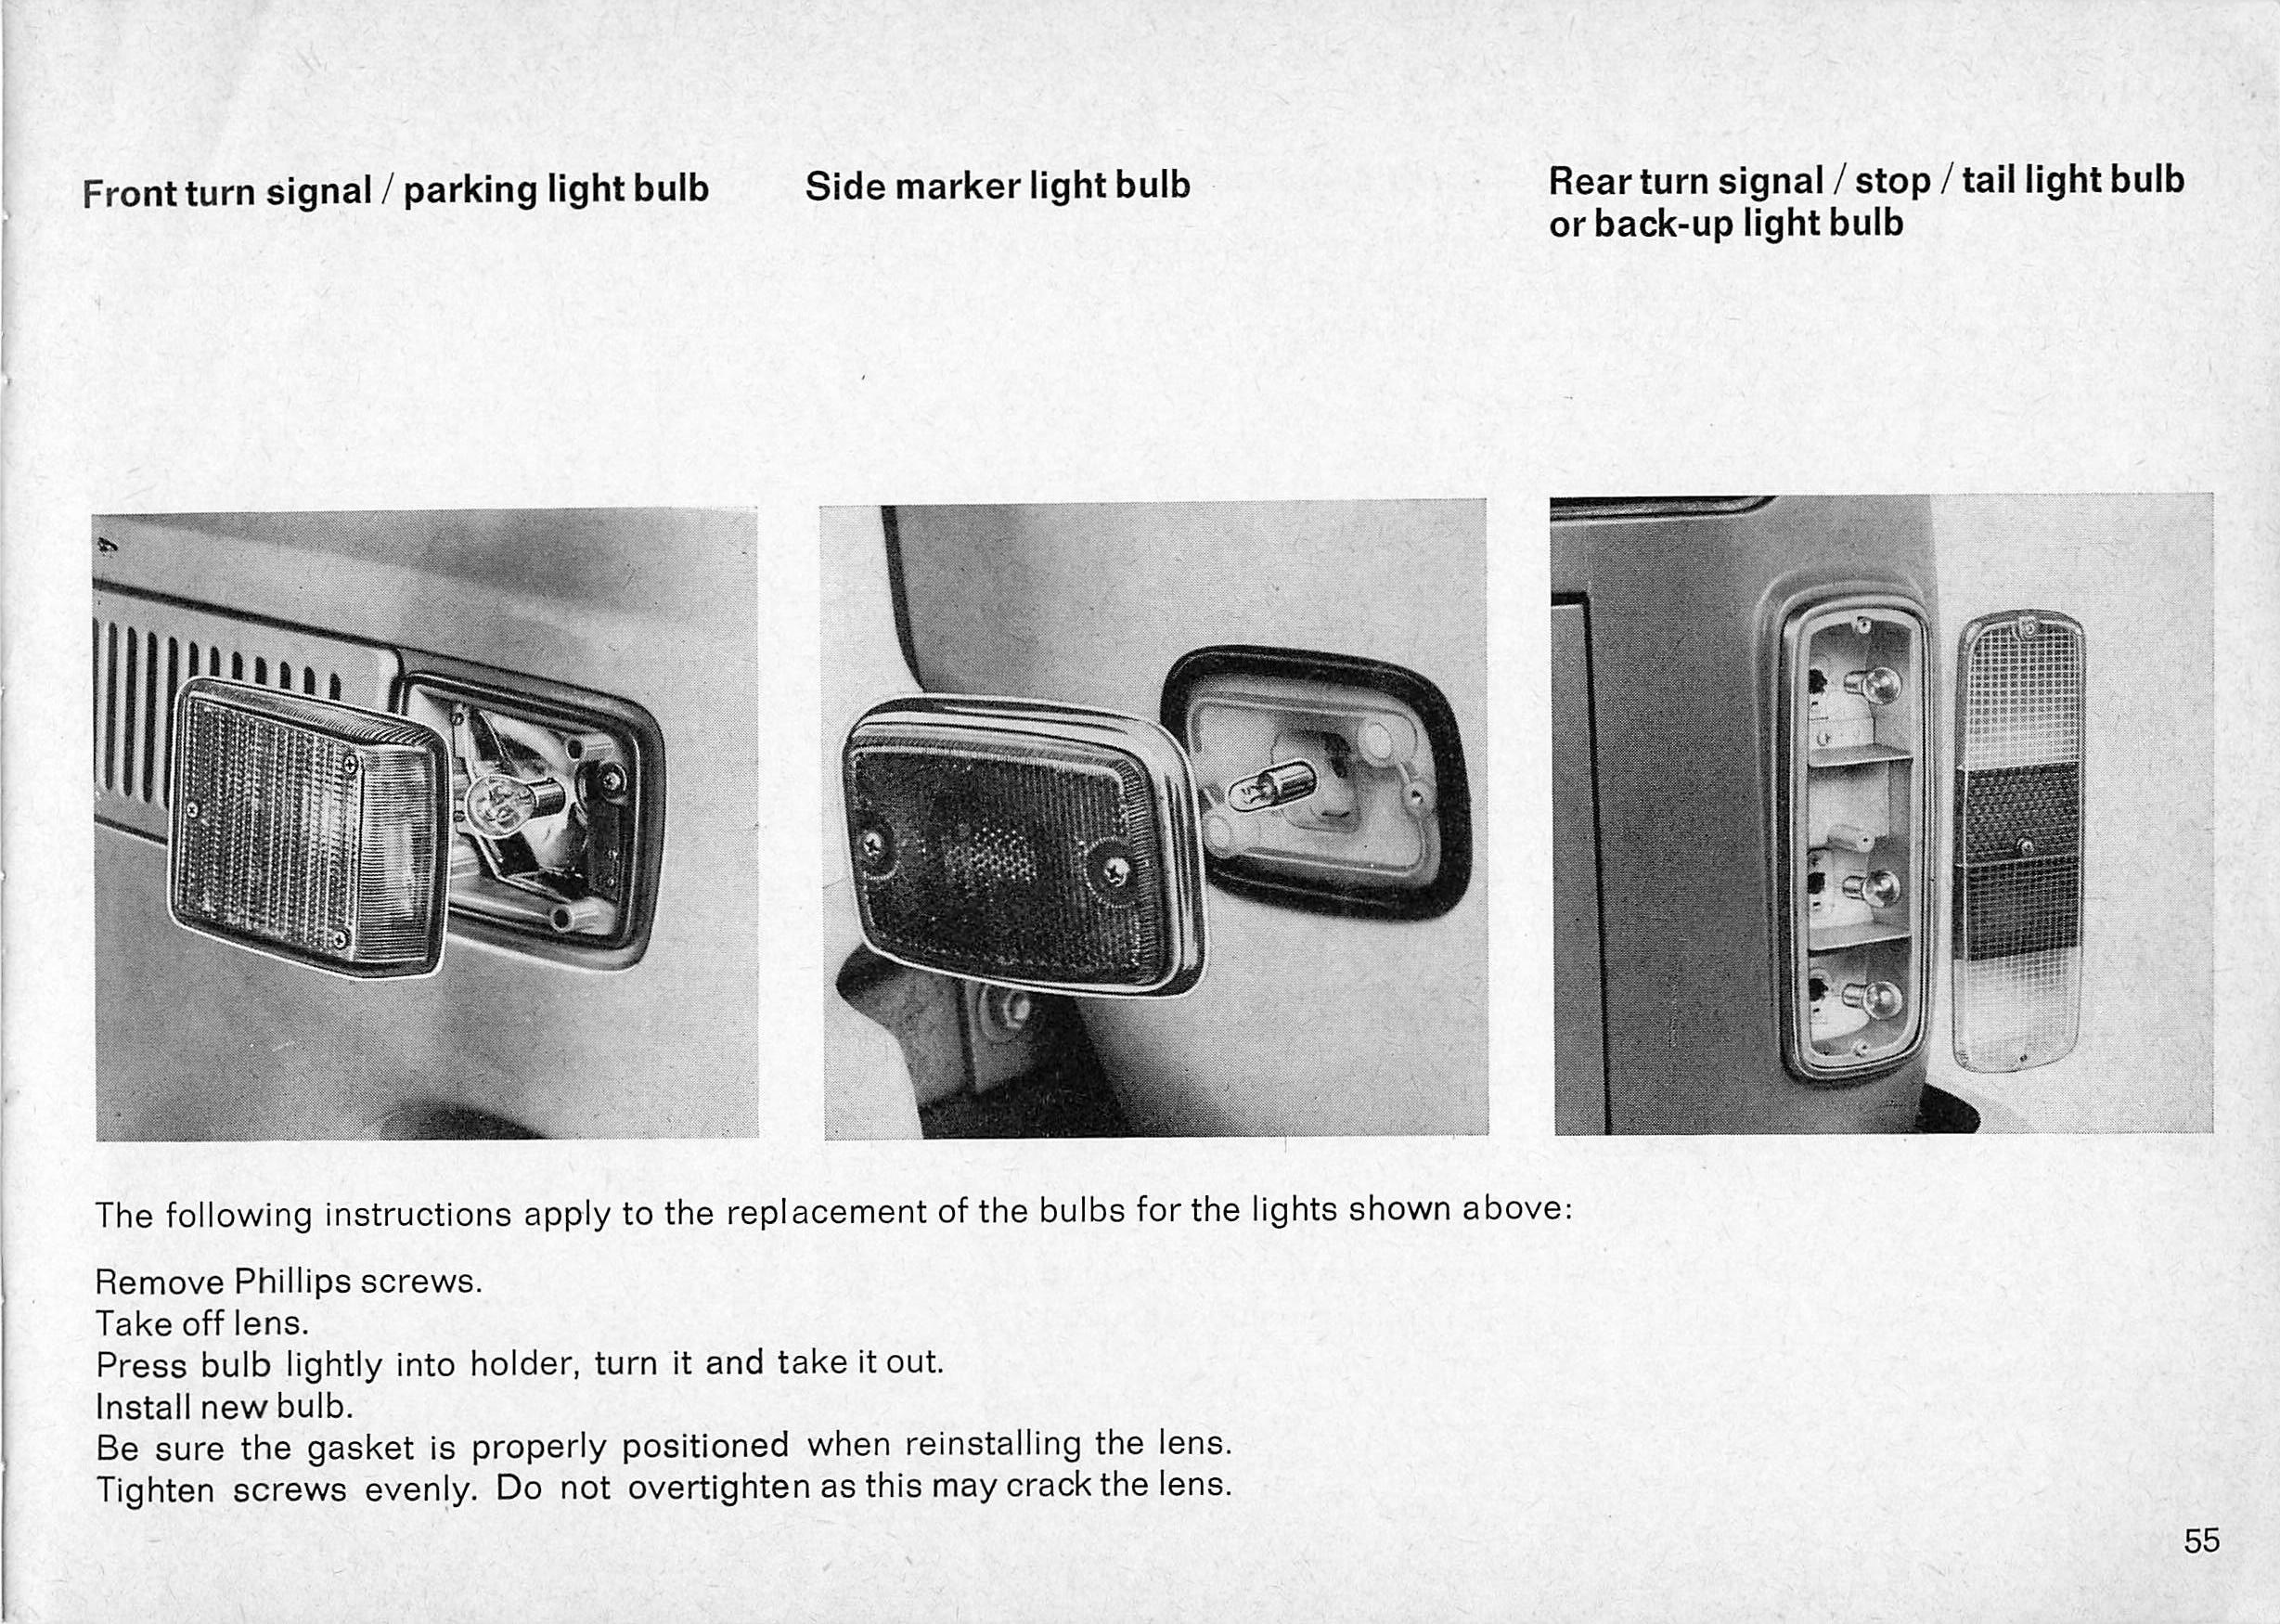 Front turn signal / parking light bulb
Side marker light bulb
Rear turn signal / stop / tail light bulb
or back-up light bulb
The following instructions apply to the replacement of the bulbs for the lights shown above:
Remove Phillips screws.
Take off lens.
Press bulb lightly into holder, turn it and take it out.
Install new bulb.
Be sure the gasket is properly positioned when reinstalling the lens.
Tighten screws evenly. Do not overtighten as this may crack the lens.
55